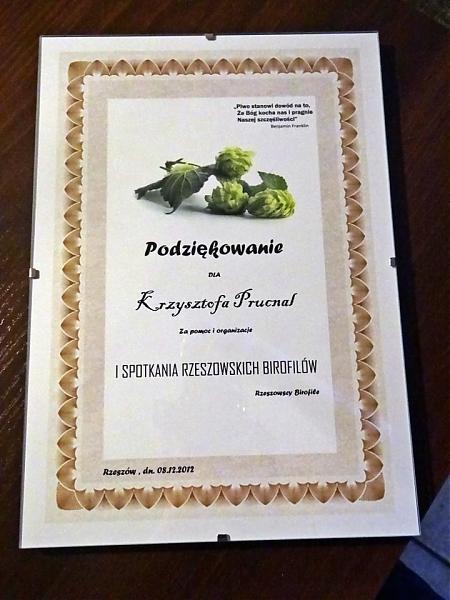 „Piwo stanowi dowód na to,
Że Bóg kocha nas i pragnie
Naszej szczęśliwości”
Benjamin Franklin
Podziękowanie
DLA
Krzysztofa Prucnal
Za pomoc i organizacje
I SPOTKANIA RZESZOWSKICH BIROFILÓW
Rzeszowscy Birofile
Rzeszów , dn. 08.12.2012